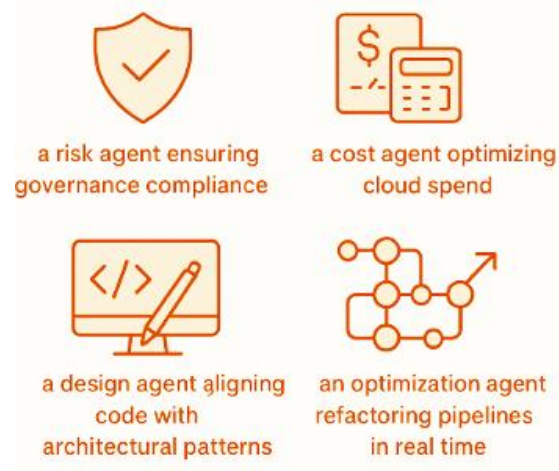 $
a risk agent ensuring
governance compliance
a cost agent optimizing
cloud spend
</>
a design agent aligning
code with
architectural patterns
an optimization agent
refactoring pipelines
in real time